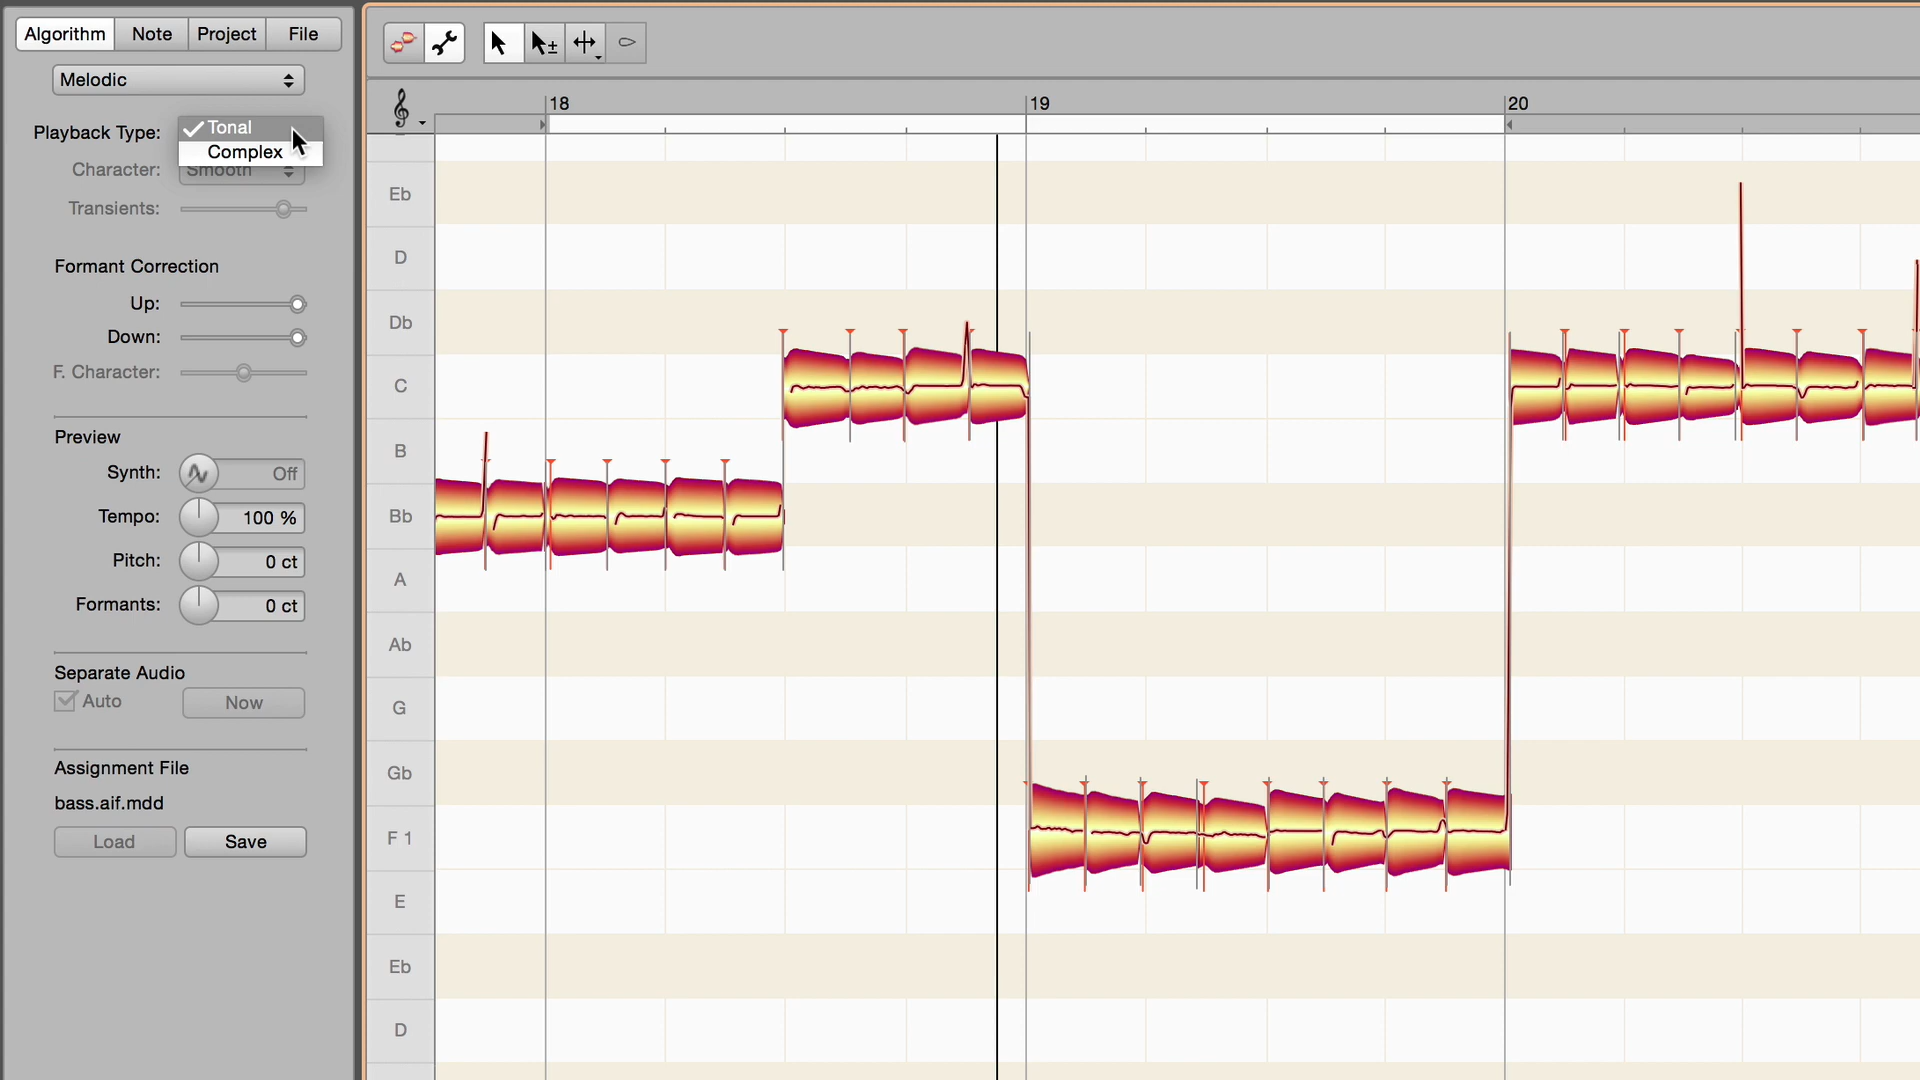 Algorithm Note Project File
Melodic
Playback Type: Tonal
Complex
Character: Smooth
Transients:
Formant Correction
Up:
Down:
F. Character:
Preview
Synth: Off
Tempo: 100 %
Pitch: 0 ct
Formants: 0 ct
Separate Audio
Auto Now
Assignment File
bass.aif.mdd
Load Save
18 19 20
Eb
D
Db
C
B
Bb
A
Ab
G
Gb
F 1
E
Eb
D